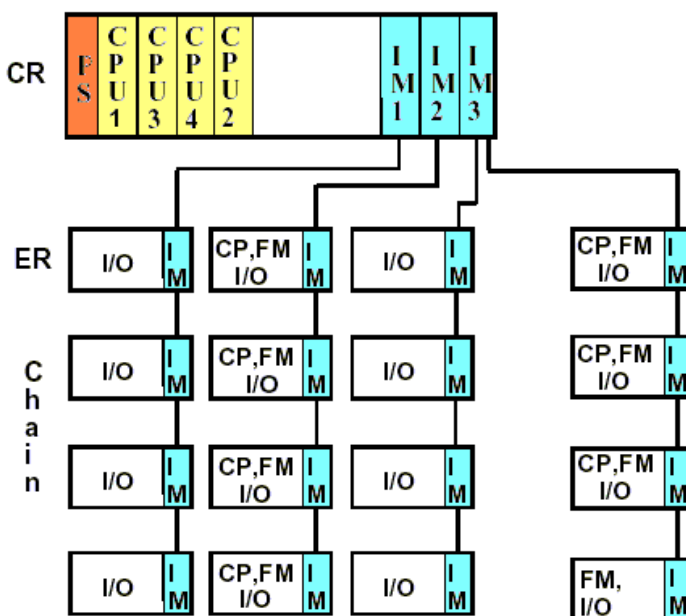 CR
PS
CPU1
CPU3
CPU4
CPU2
IM1
IM2
IM3
ER
I/O
IM
CP,FM
I/O
IM
I/O
IM
CP,FM
I/O
IM
Chain
I/O
IM
CP,FM
I/O
IM
I/O
IM
CP,FM
I/O
IM
I/O
IM
CP,FM
I/O
IM
I/O
IM
CP,FM
I/O
IM
I/O
IM
CP,FM
I/O
IM
I/O
IM
FM,
I/O
IM